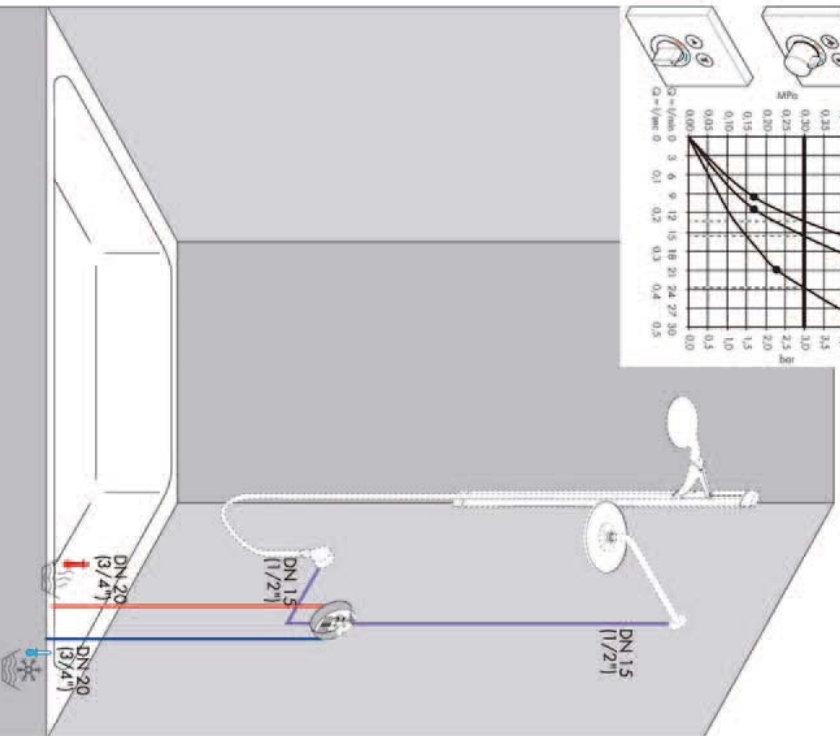 MPa
0,00 0,05 0,10 0,15 0,20 0,25 0,30 0,35
Q = l/min 0 3 6 9 12 15 18 21 24 27 30
Q = l/sec 0 0,1 0,2 0,3 0,4 0,5
0,0 0,5 1,0 1,5 2,0 2,5 3,0 3,5
bar
DN 15
(1/2")
DN 15
(1/2")
DN 20
(3/4")
DN 20
(3/4")